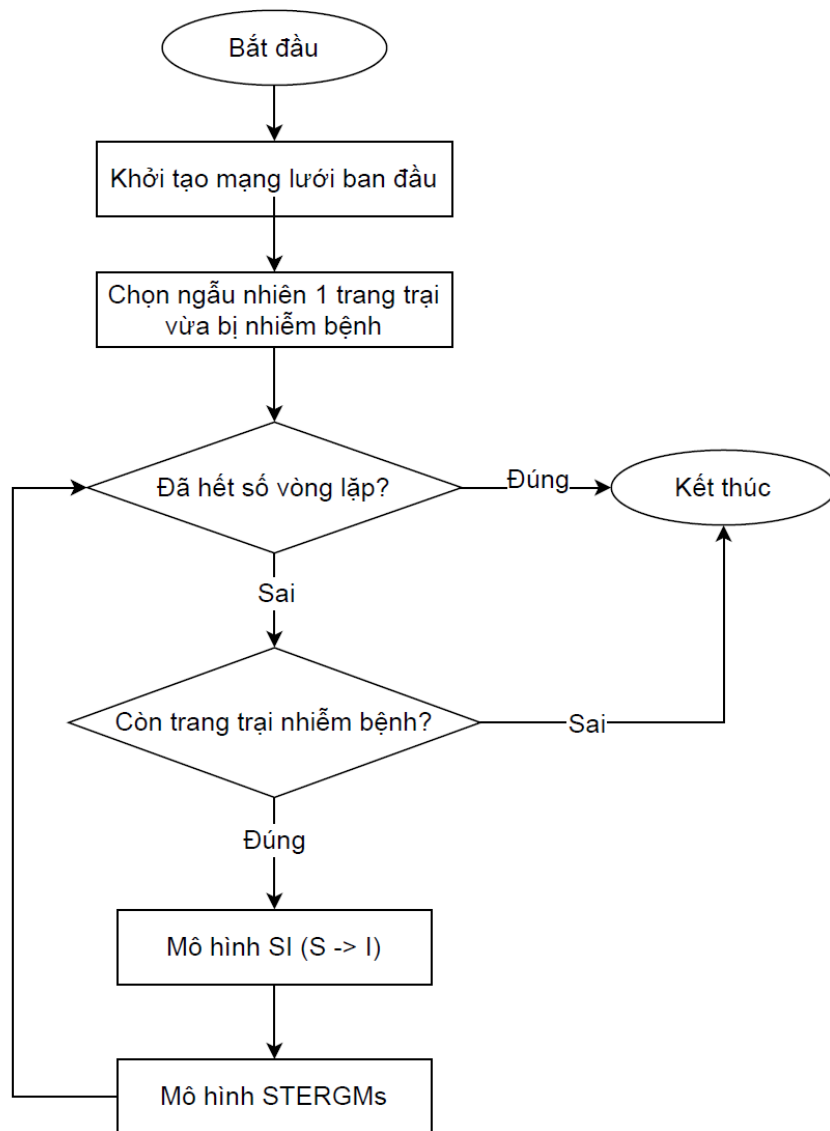 Bắt đầu
Khởi tạo mạng lưới ban đầu
Chọn ngẫu nhiên 1 trang trại
vừa bị nhiễm bệnh
Đã hết số vòng lặp?
Đúng
Kết thúc
Sai
Còn trang trại nhiễm bệnh?
Sai
Đúng
Mô hình SI (S -> I)
Mô hình STERGMs